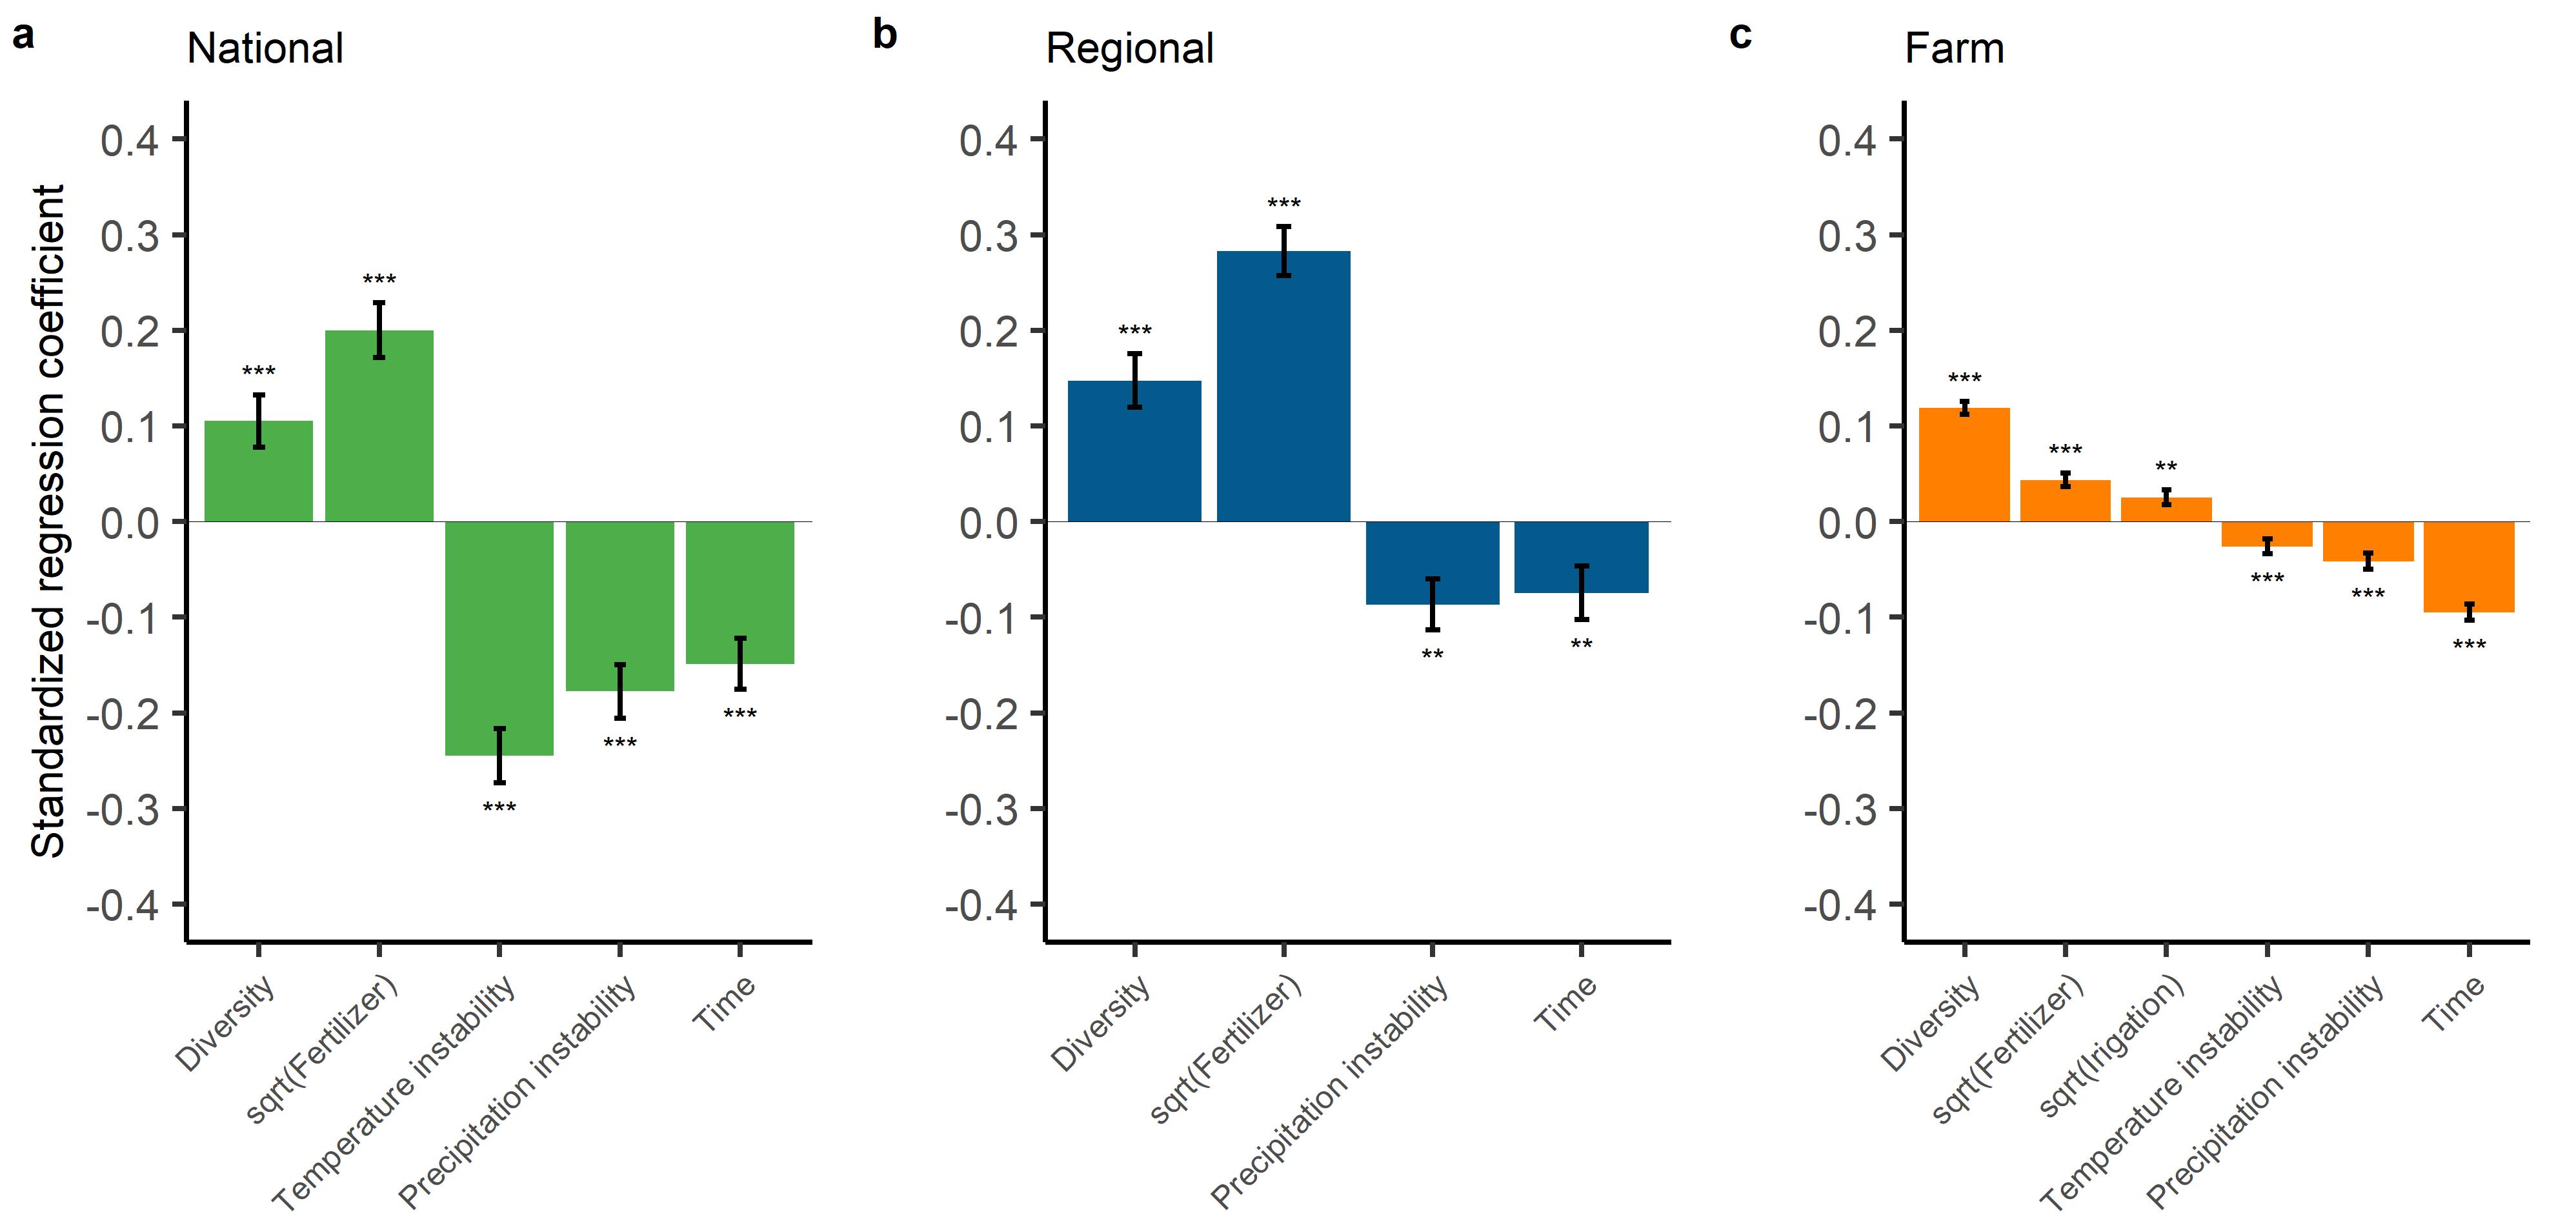 a National
0.4
0.3
0.2
0.1
0.0
-0.1
-0.2
-0.3
-0.4
Standardized regression coefficient
***
***
***
***
***
Diversity
sqrt(Fertilizer)
Temperature instability
Precipitation instability
Time
b Regional
0.4
0.3
0.2
0.1
0.0
-0.1
-0.2
-0.3
-0.4
***
***
**
**
Diversity
sqrt(Fertilizer)
Precipitation instability
Time
c Farm
0.4
0.3
0.2
0.1
0.0
-0.1
-0.2
-0.3
-0.4
***
***
**
***
***
***
Diversity
sqrt(Fertilizer)
sqrt(Irigation)
Temperature instability
Precipitation instability
Time